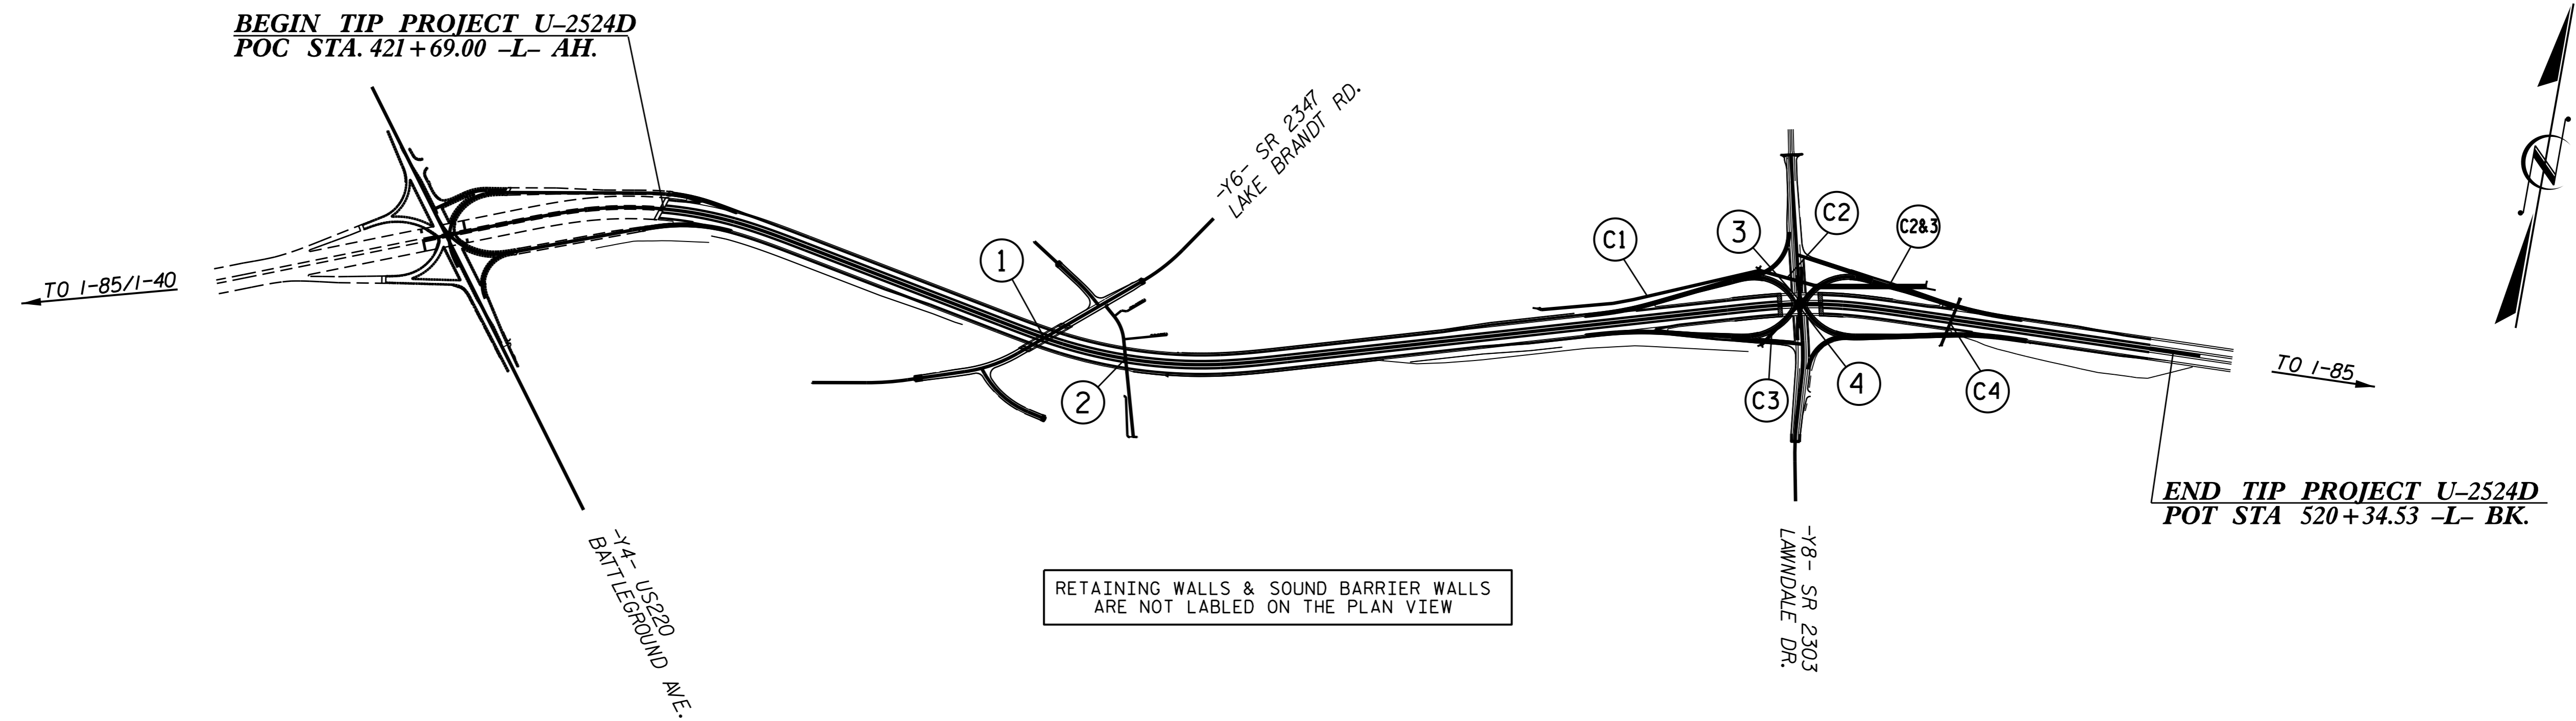 BEGIN TIP PROJECT U-2524D
POC STA. 421+69.00 -L- AH.
-Y6- SR 2347
LAKE BRANDT RD.
N
TO I-85/I-40
1
2
C1
3
C2
C2&3
C3
4
C4
TO I-85
END TIP PROJECT U-2524D
POT STA 520+34.53 -L- BK.
-Y4- US220
BATTLEGROUND AVE.
RETAINING WALLS & SOUND BARRIER WALLS
ARE NOT LABLED ON THE PLAN VIEW
-Y8- SR 2303
LAWNDALE DR.